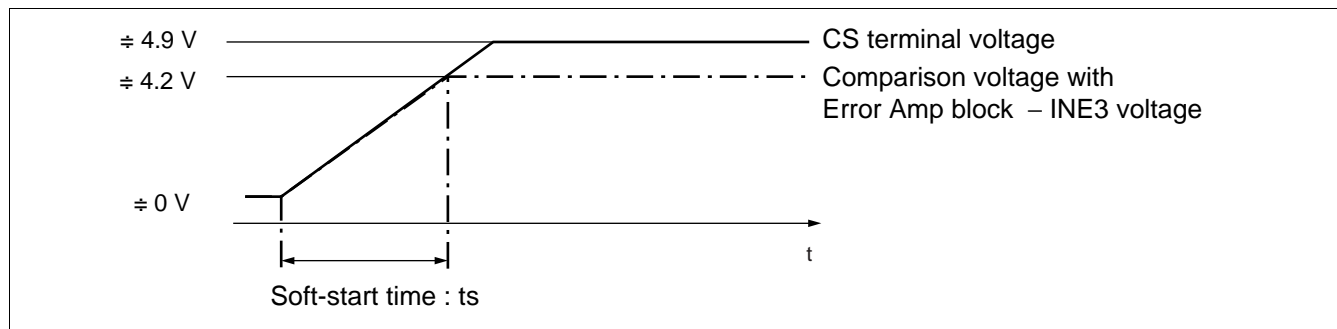 ≑ 4.9 V
CS terminal voltage
≑ 4.2 V
Comparison voltage with
Error Amp block – INE3 voltage
≑ 0 V
t
Soft-start time : ts